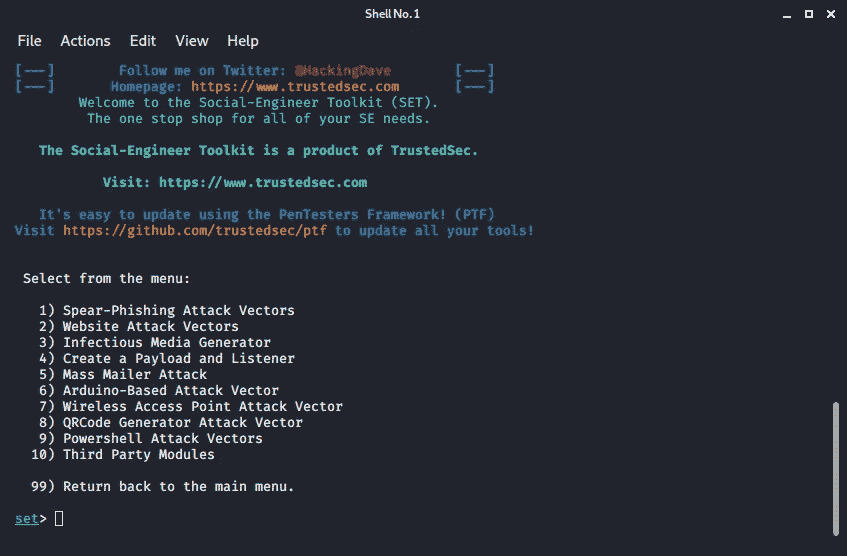 Shell No. 1
File Actions Edit View Help
[---] Follow me on Twitter: @HackingDave [---]
[---] Homepage: https://www.trustedsec.com [---]
Welcome to the Social-Engineer Toolkit (SET).
The one stop shop for all of your SE needs.
The Social-Engineer Toolkit is a product of TrustedSec.
Visit: https://www.trustedsec.com
It's easy to update using the PenTesters Framework! (PTF)
Visit https://github.com/trustedsec/ptf to update all your tools!
Select from the menu:
1) Spear-Phishing Attack Vectors
2) Website Attack Vectors
3) Infectious Media Generator
4) Create a Payload and Listener
5) Mass Mailer Attack
6) Arduino-Based Attack Vector
7) Wireless Access Point Attack Vector
8) QRCode Generator Attack Vector
9) Powershell Attack Vectors
10) Third Party Modules
99) Return back to the main menu.
set>